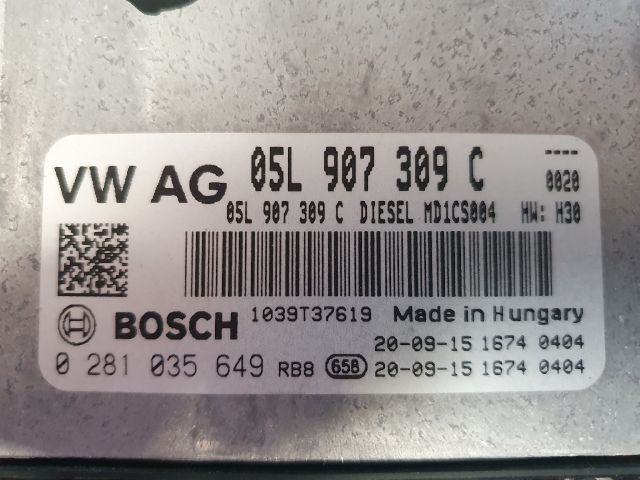 VW AG 05L 907 309 C ----
0020
05L 907 309 C DIESEL MD1CS004 HW: H30
1039T37619 Made in Hungary
BOSCH
20-09-15 1674 0404
0 281 035 649 RB8 658 20-09-15 1674 0404